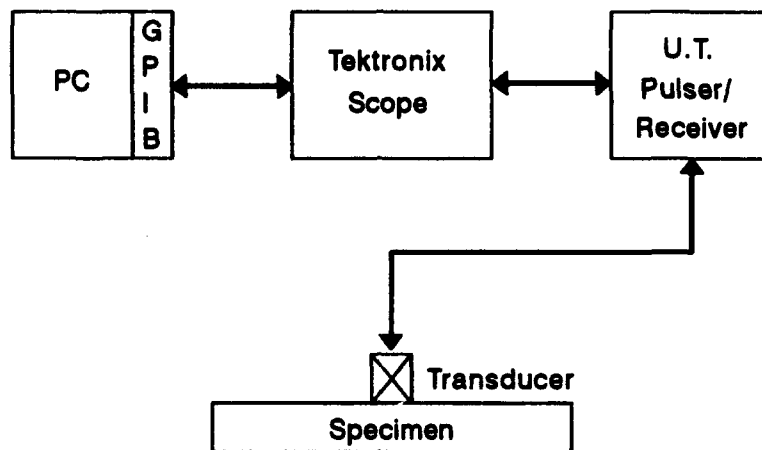 PC
G
P
I
B
Tektronix
Scope
U.T.
Pulser/
Receiver
Transducer
Specimen